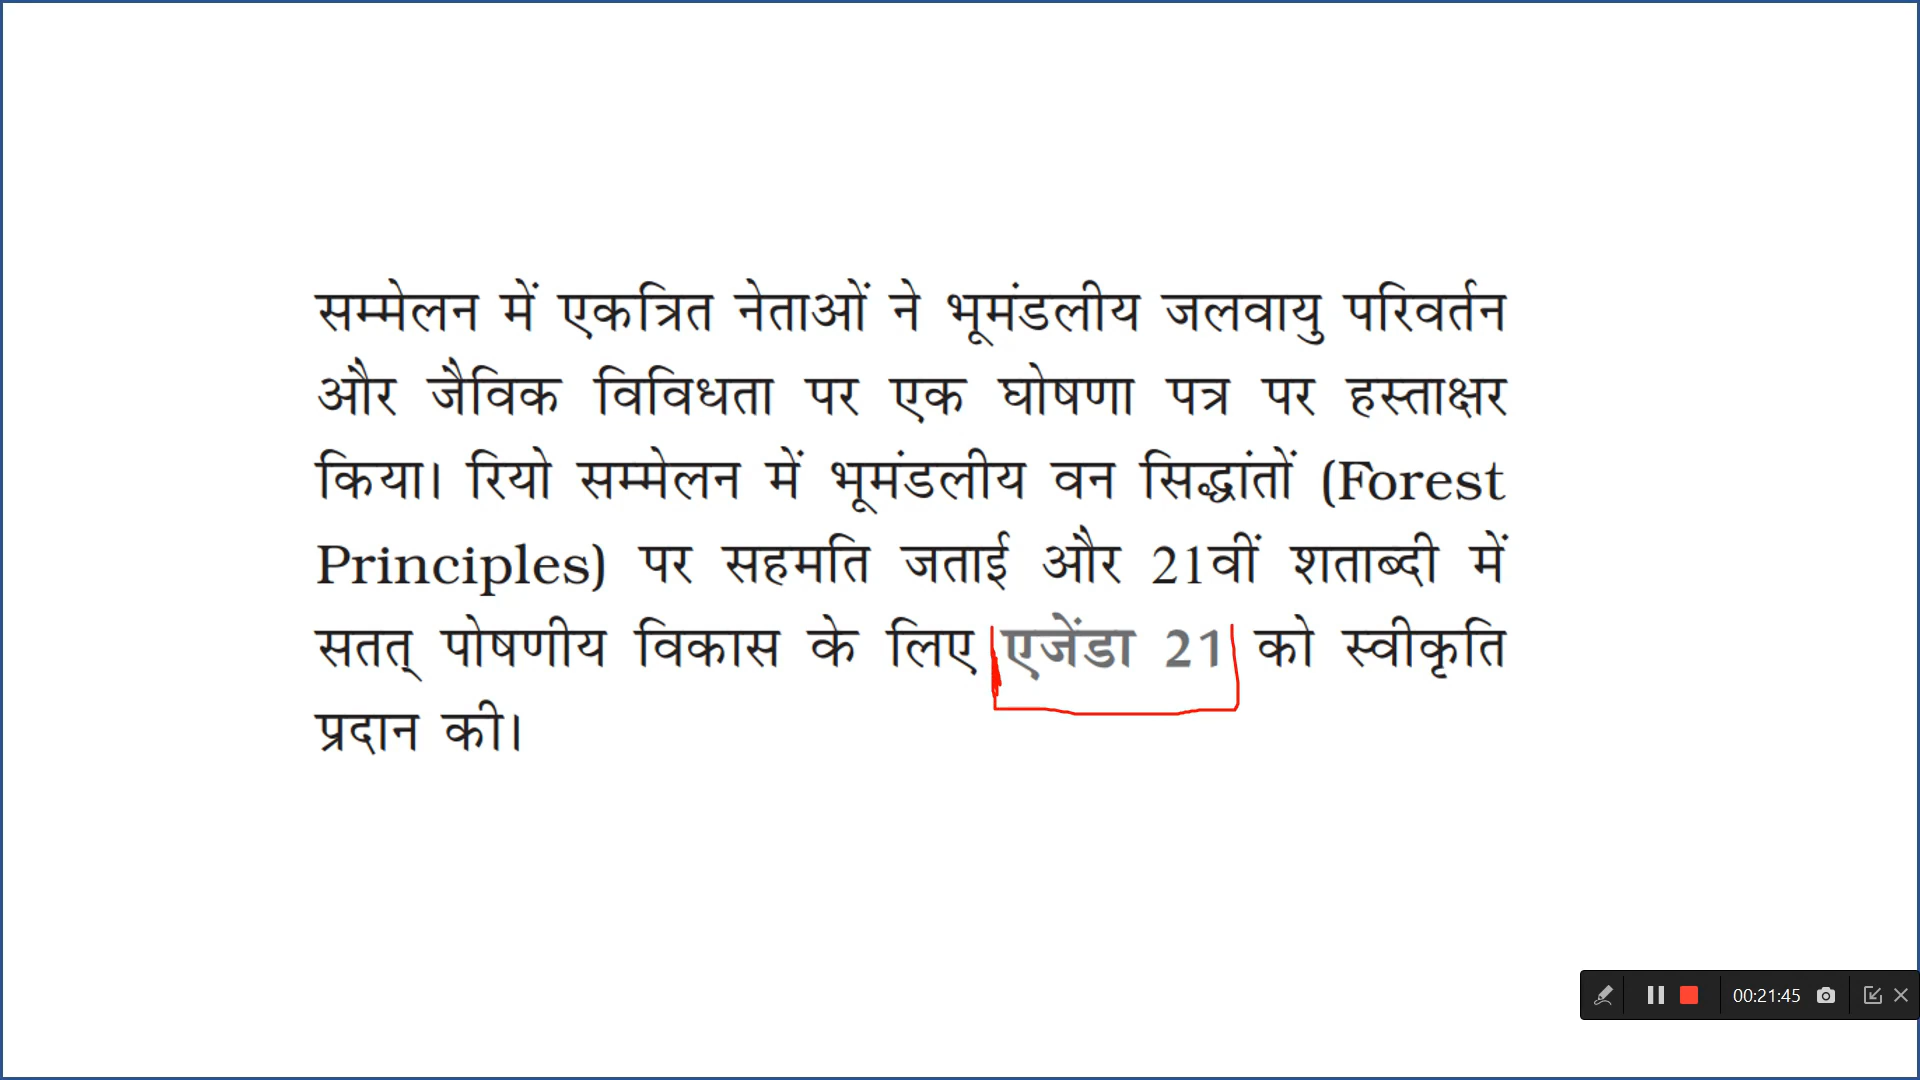 सम्मेलन में एकत्रित नेताओं ने भूमंडलीय जलवायु परिवर्तन
और जैविक विविधता पर एक घोषणा पत्र पर हस्ताक्षर
किया। रियो सम्मेलन में भूमंडलीय वन सिद्धांतों (Forest
Principles) पर सहमति जताई और 21वीं शताब्दी में
सतत् पोषणीय विकास के लिए एजेंडा 21 को स्वीकृति
प्रदान की।
00:21:45